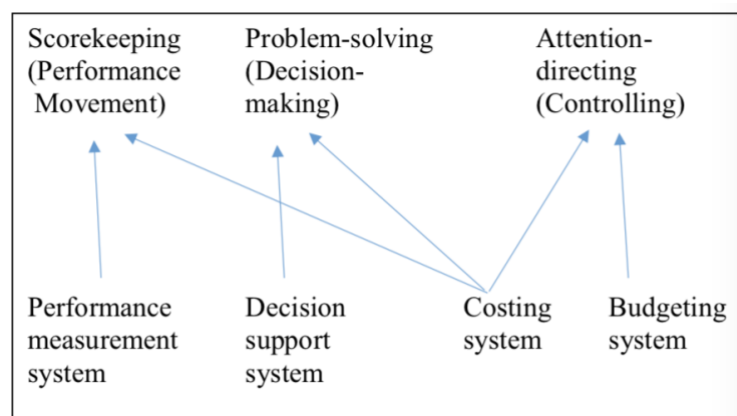 Scorekeeping
(Performance
Movement)
Problem-solving
(Decision-
making)
Attention-
directing
(Controlling)
Performance
measurement
system
Decision
support
system
Costing
system
Budgeting
system